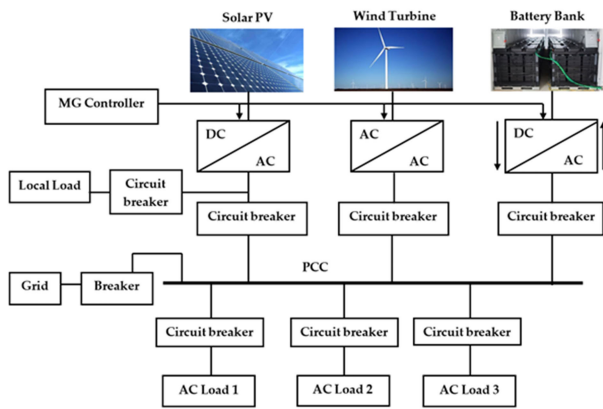 Solar PV
Wind Turbine
Battery Bank
MG Controller
DC
AC
AC
AC
DC
AC
Local Load
Circuit
breaker
Circuit breaker
Circuit breaker
Circuit breaker
PCC
Grid
Breaker
Circuit breaker
Circuit breaker
Circuit breaker
AC Load 1
AC Load 2
AC Load 3